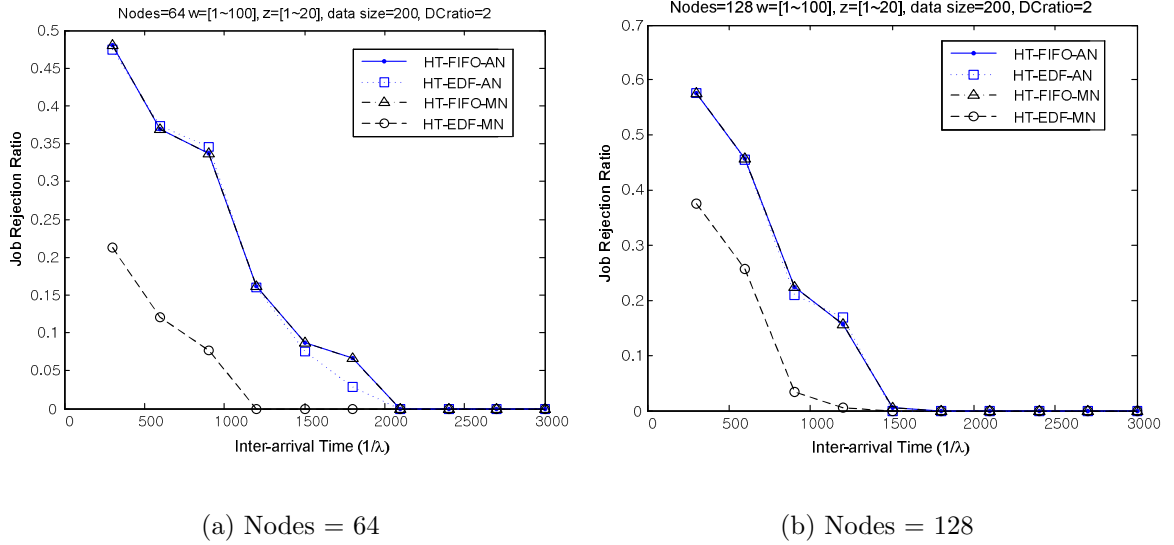 Nodes=64 w=[1~100], z=[1~20], data size=200, DCratio=2
0.5
0.45
0.4
0.35
0.3
0.25
0.2
0.15
0.1
0.05
0
Job Rejection Ratio
HT-FIFO-AN
HT-EDF-AN
HT-FIFO-MN
HT-EDF-MN
0 500 1000 1500 2000 2500 3000
Inter-arrival Time (1/λ)
(a) Nodes = 64
Nodes=128 w=[1~100], z=[1~20], data size=200, DCratio=2
0.7
0.6
0.5
0.4
0.3
0.2
0.1
0
Job Rejection Ratio
HT-FIFO-AN
HT-EDF-AN
HT-FIFO-MN
HT-EDF-MN
0 500 1000 1500 2000 2500 3000
Inter-arrival Time (1/λ)
(b) Nodes = 128